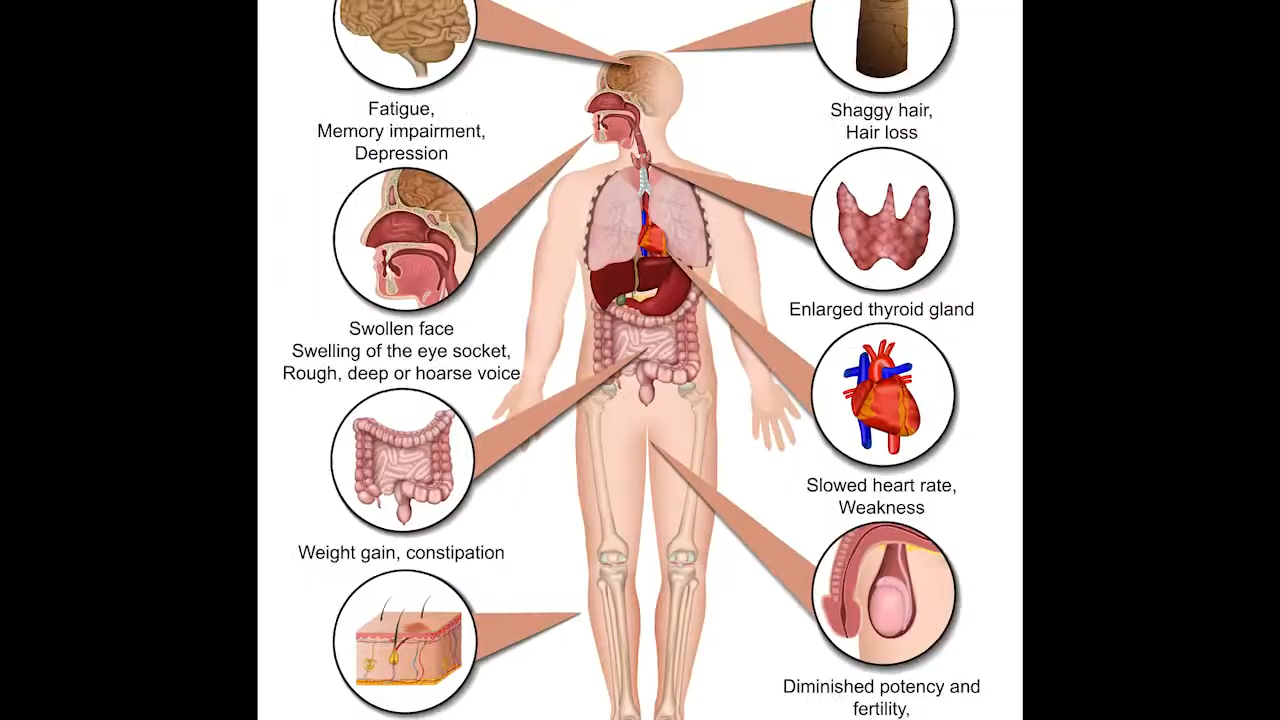 Fatigue,
Memory impairment,
Depression
Shaggy hair,
Hair loss
Swollen face
Swelling of the eye socket,
Rough, deep or hoarse voice
Enlarged thyroid gland
Slowed heart rate,
Weakness
Weight gain, constipation
Diminished potency and
fertility,